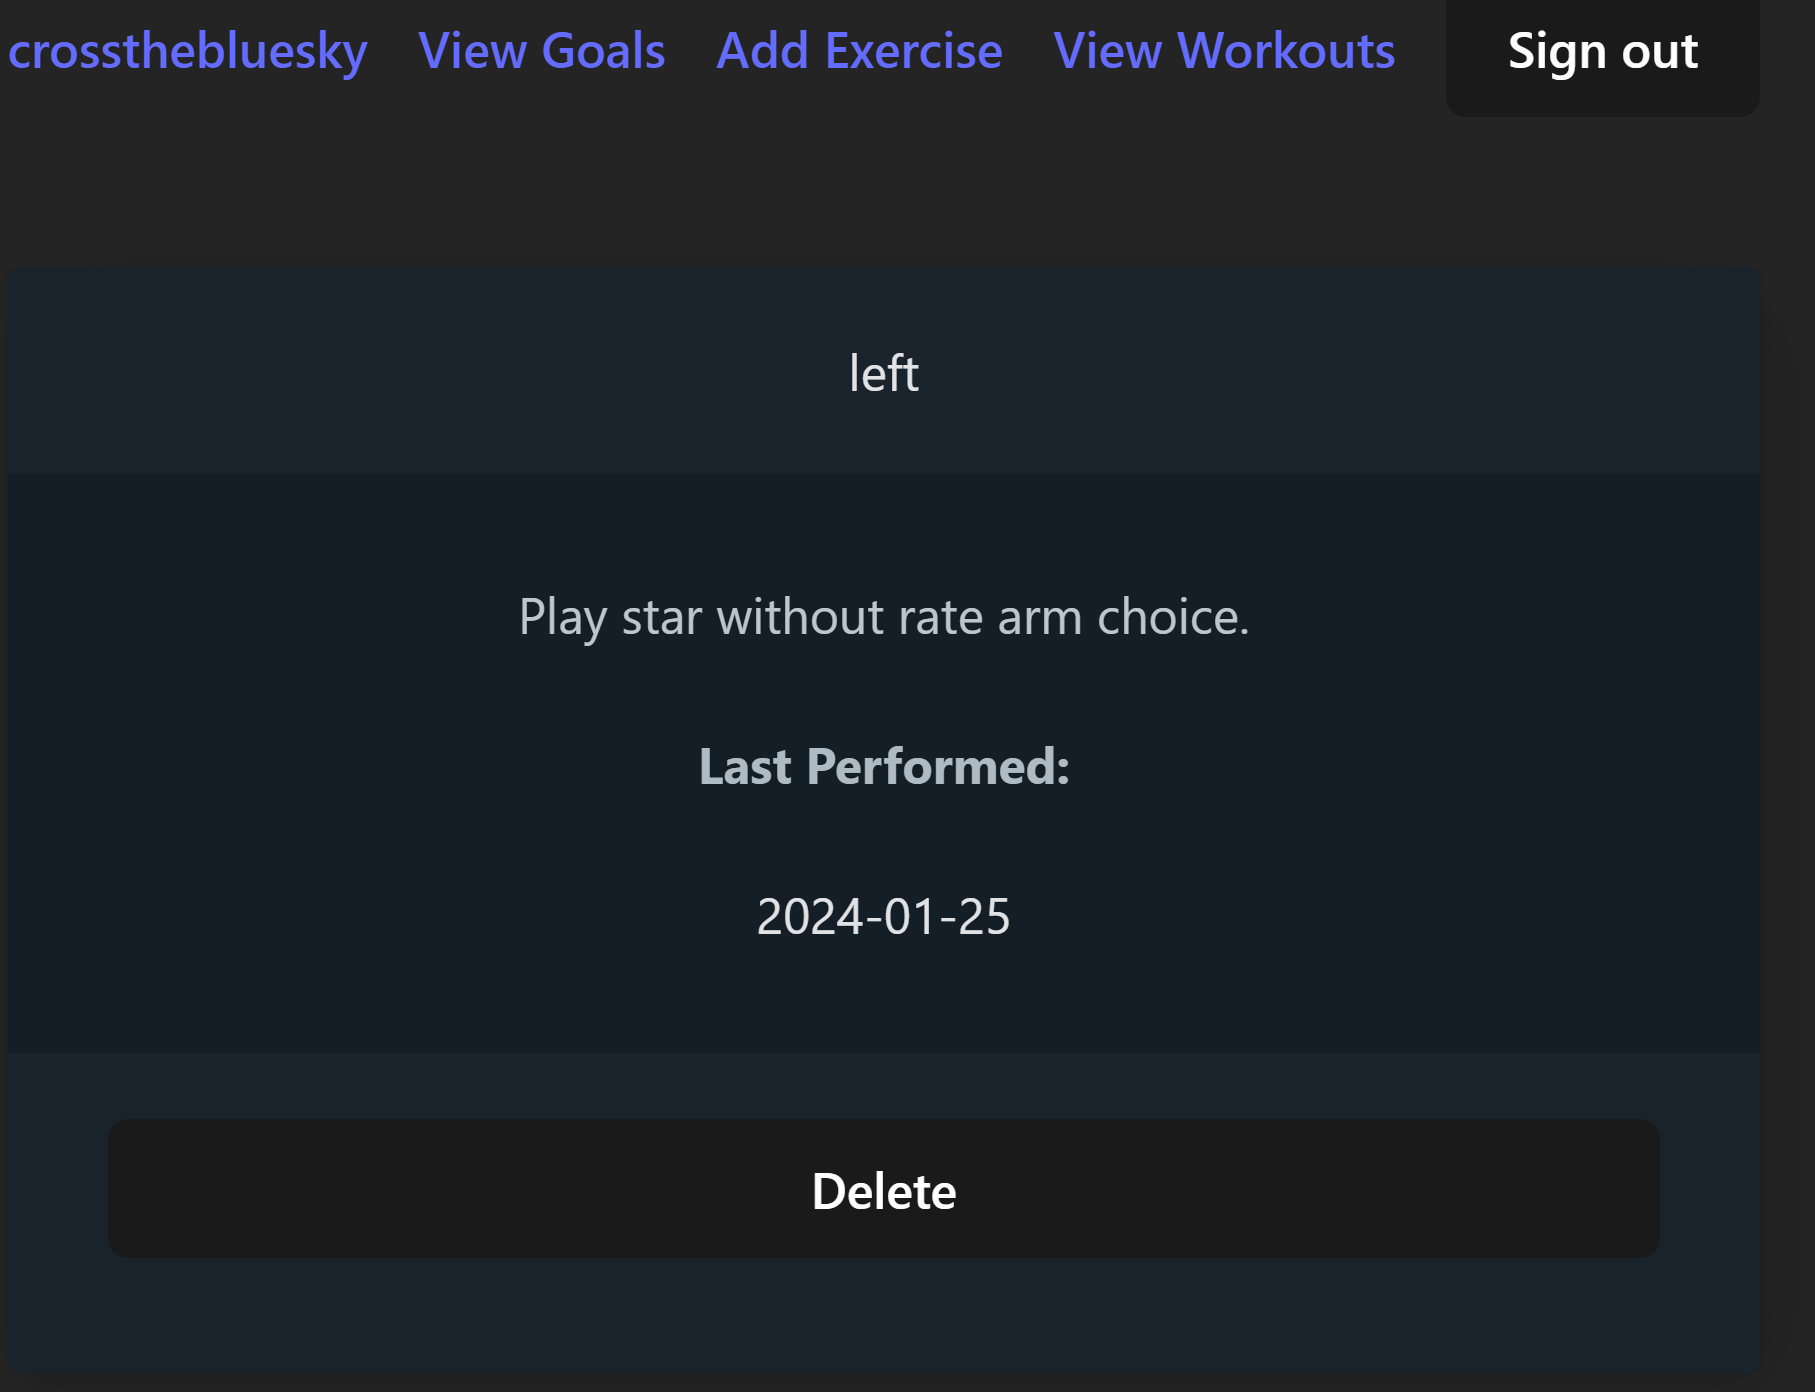 crossthebluesky View Goals Add Exercise View Workouts Sign out
left
Play star without rate arm choice.
Last Performed:
2024-01-25
Delete